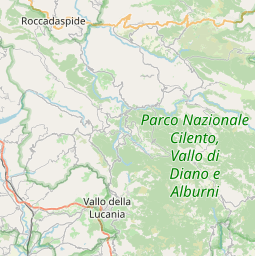 Roccadaspide
Parco Nazionale
Cilento,
Vallo di
Diano e
Alburni
Vallo della
Lucania